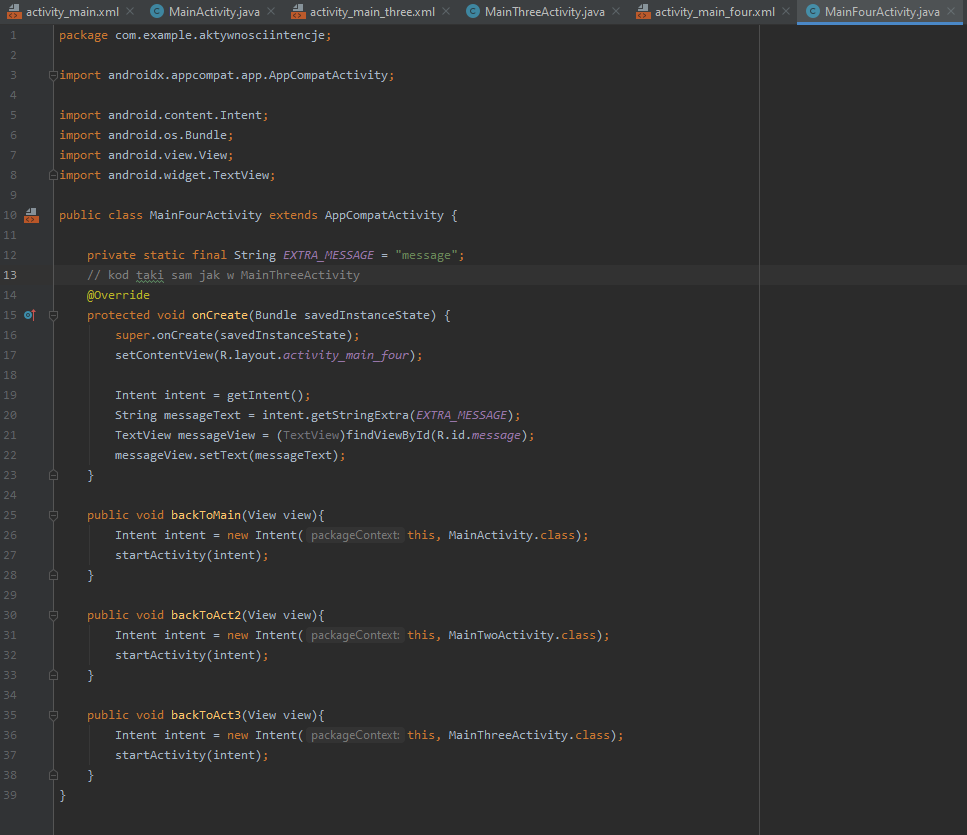 activity_main.xml MainActivity.java activity_main_three.xml MainThreeActivity.java activity_main_four.xml MainFourActivity.java
1 package com.example.aktywnosciintencje;
2
3 import androidx.appcompat.app.AppCompatActivity;
4
5 import android.content.Intent;
6 import android.os.Bundle;
7 import android.view.View;
8 import android.widget.TextView;
9
10 public class MainFourActivity extends AppCompatActivity {
11
12 private static final String EXTRA_MESSAGE = "message";
13 // kod taki sam jak w MainThreeActivity
14 @Override
15 protected void onCreate(Bundle savedInstanceState) {
16 super.onCreate(savedInstanceState);
17 setContentView(R.layout.activity_main_four);
18
19 Intent intent = getIntent();
20 String messageText = intent.getStringExtra(EXTRA_MESSAGE);
21 TextView messageView = (TextView)findViewById(R.id.message);
22 messageView.setText(messageText);
23 }
24
25 public void backToMain(View view){
26 Intent intent = new Intent( packageContext: this, MainActivity.class);
27 startActivity(intent);
28 }
29
30 public void backToAct2(View view){
31 Intent intent = new Intent( packageContext: this, MainTwoActivity.class);
32 startActivity(intent);
33 }
34
35 public void backToAct3(View view){
36 Intent intent = new Intent( packageContext: this, MainThreeActivity.class);
37 startActivity(intent);
38 }
39 }